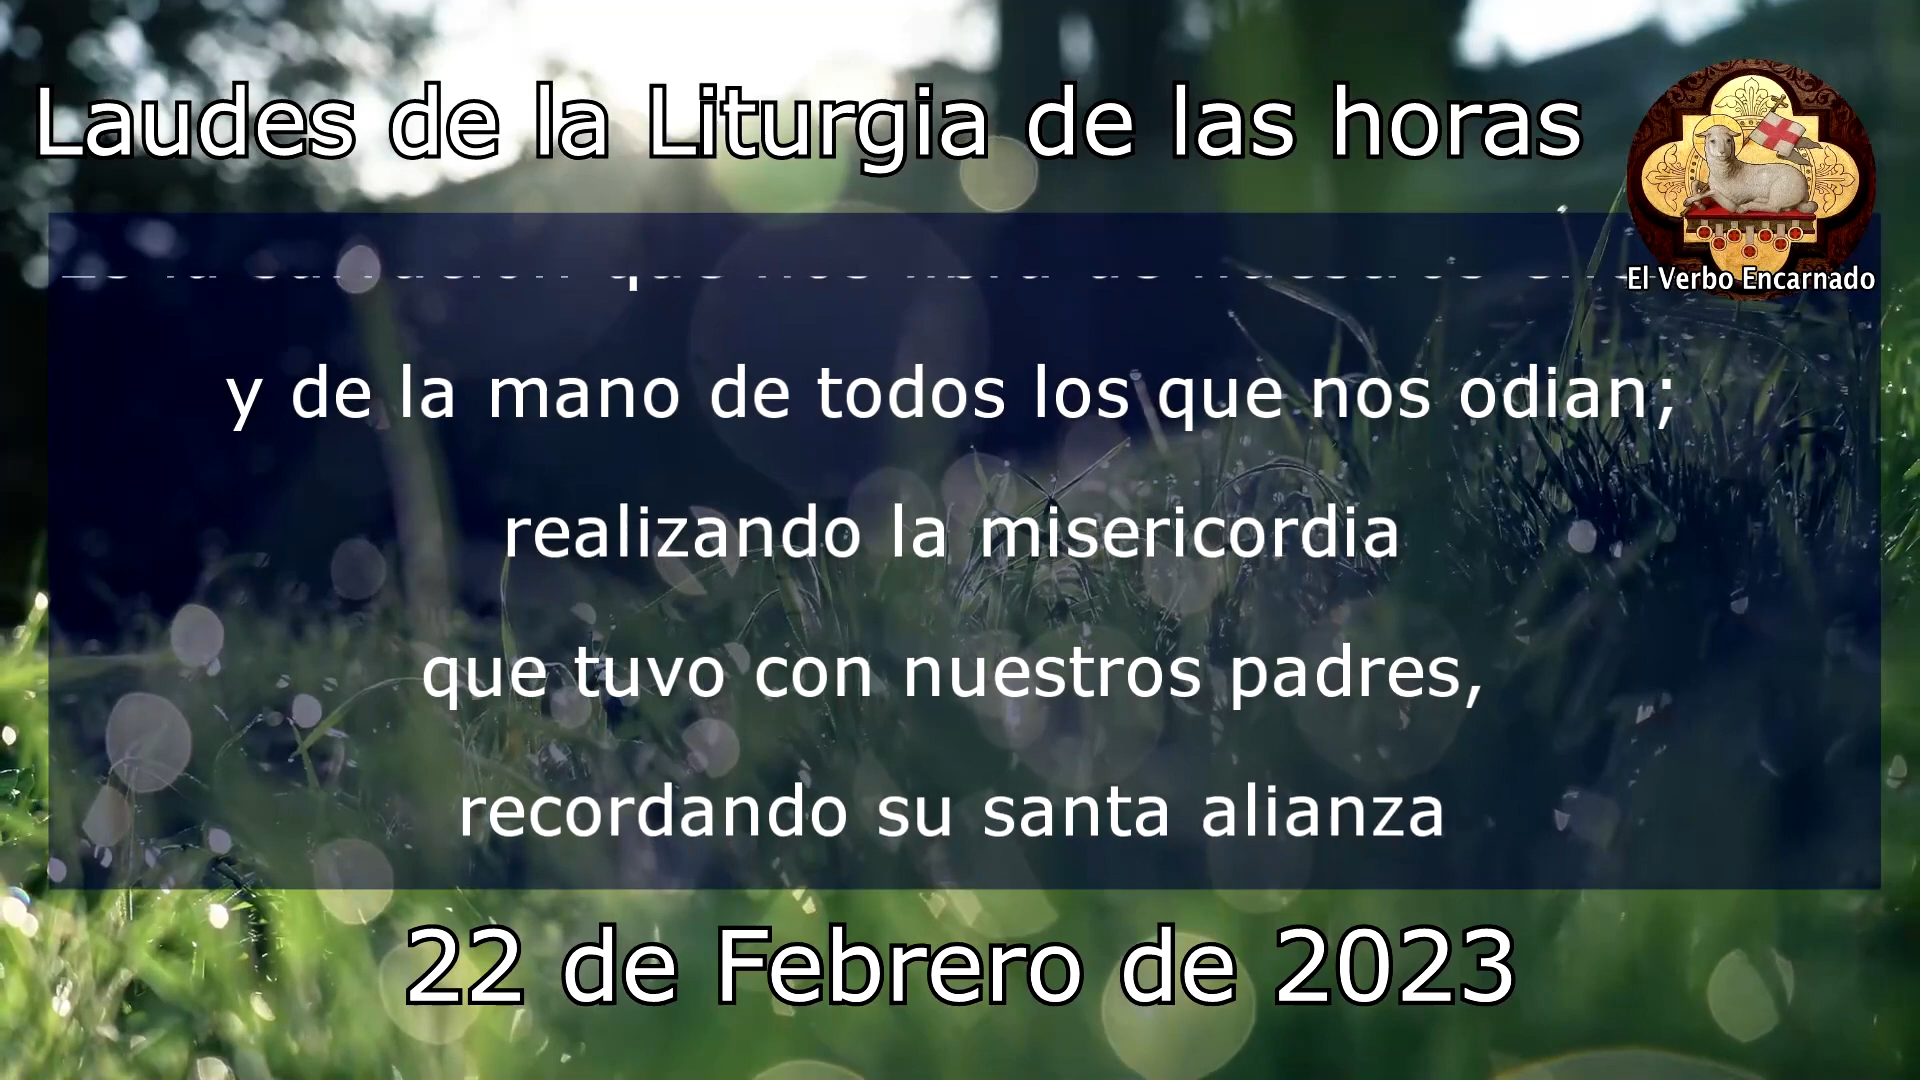 Laudes de la Liturgia de las horas
El Verbo Encarnado
y de la mano de todos los que nos odian;
realizando la misericordia
que tuvo con nuestros padres,
recordando su santa alianza
22 de Febrero de 2023